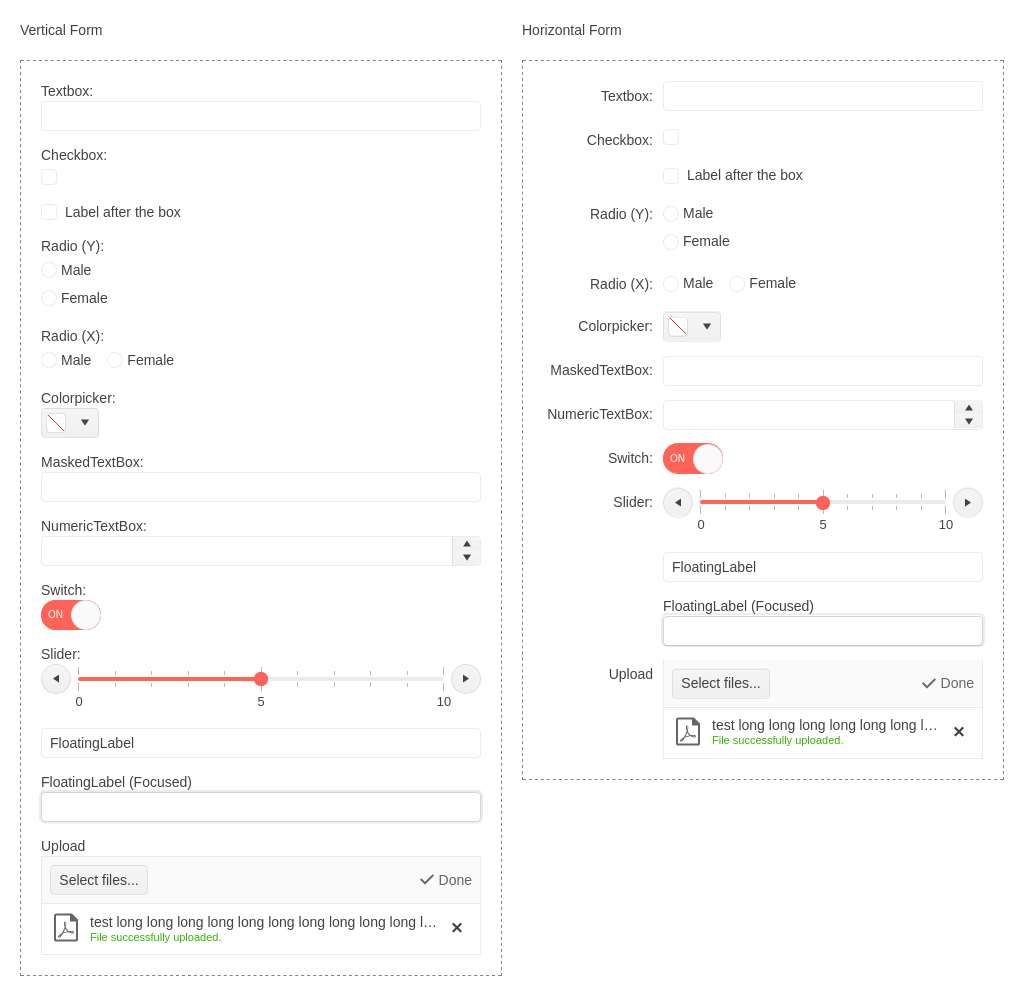 Vertical Form
Textbox:
Checkbox:
Label after the box
Radio (Y):
Male
Female
Radio (X):
Male Female
Colorpicker:
MaskedTextBox:
NumericTextBox:
Switch:
ON
Slider:
0 5 10
FloatingLabel
FloatingLabel (Focused)
Upload
Select files... Done
test long long long long long long long long long long l...
File successfully uploaded.
Horizontal Form
Textbox:
Checkbox:
Label after the box
Radio (Y): Male
Female
Radio (X): Male Female
Colorpicker:
MaskedTextBox:
NumericTextBox:
Switch: ON
Slider:
0 5 10
FloatingLabel
FloatingLabel (Focused)
Upload Select files... Done
test long long long long long long l...
File successfully uploaded.